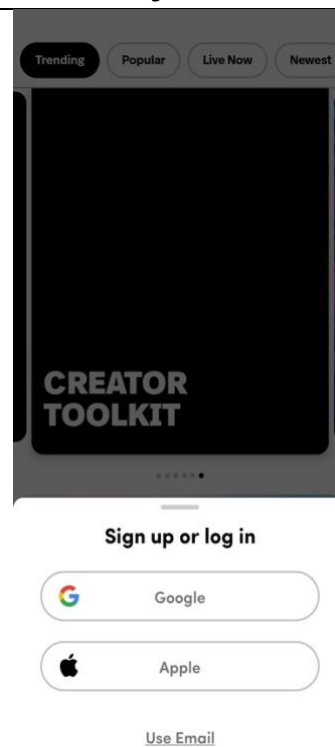 Trending Popular Live Now Newest
CREATOR
TOOLKIT
Sign up or log in
Google
Apple
Use Email